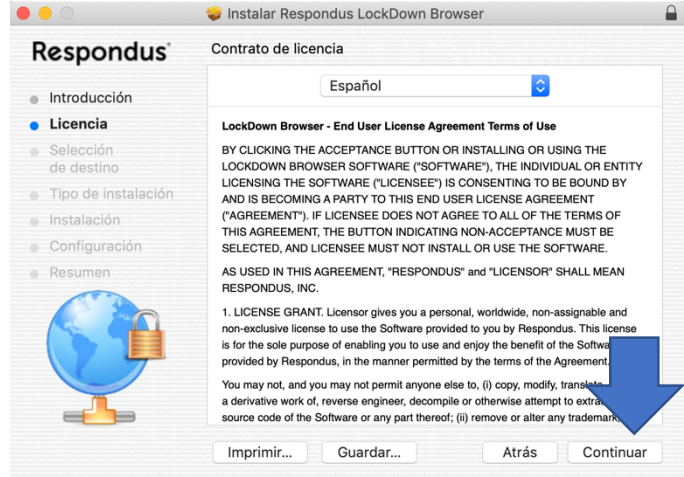 Instalar Respondus LockDown Browser
Respondus®
Contrato de licencia
Español
Introducción
Licencia
Selección
de destino
Tipo de instalación
Instalación
Configuración
Resumen
LockDown Browser - End User License Agreement Terms of Use
BY CLICKING THE ACCEPTANCE BUTTON OR INSTALLING OR USING THE
LOCKDOWN BROWSER SOFTWARE ("SOFTWARE"), THE INDIVIDUAL OR ENTITY
LICENSING THE SOFTWARE ("LICENSEE") IS CONSENTING TO BE BOUND BY
AND IS BECOMING A PARTY TO THIS END USER LICENSE AGREEMENT
("AGREEMENT"). IF LICENSEE DOES NOT AGREE TO ALL OF THE TERMS OF
THIS AGREEMENT, THE BUTTON INDICATING NON-ACCEPTANCE MUST BE
SELECTED, AND LICENSEE MUST NOT INSTALL OR USE THE SOFTWARE.
AS USED IN THIS AGREEMENT, "RESPONDUS" and "LICENSOR" SHALL MEAN
RESPONDUS, INC.
1. LICENSE GRANT. Licensor gives you a personal, worldwide, non-assignable and
non-exclusive license to use the Software provided to you by Respondus. This license
is for the sole purpose of enabling you to use and enjoy the benefit of the
provided by Respondus, in the manner permitted by the terms of the Agreement.
You may not, and you may not permit anyone else to, (i) copy, modify,
a derivative work of, reverse engineer, decompile or otherwise attempt to
source code of the Software or any part thereof; (ii) remove or alter any
Imprimir...
Guardar...
Atrás
Continuar